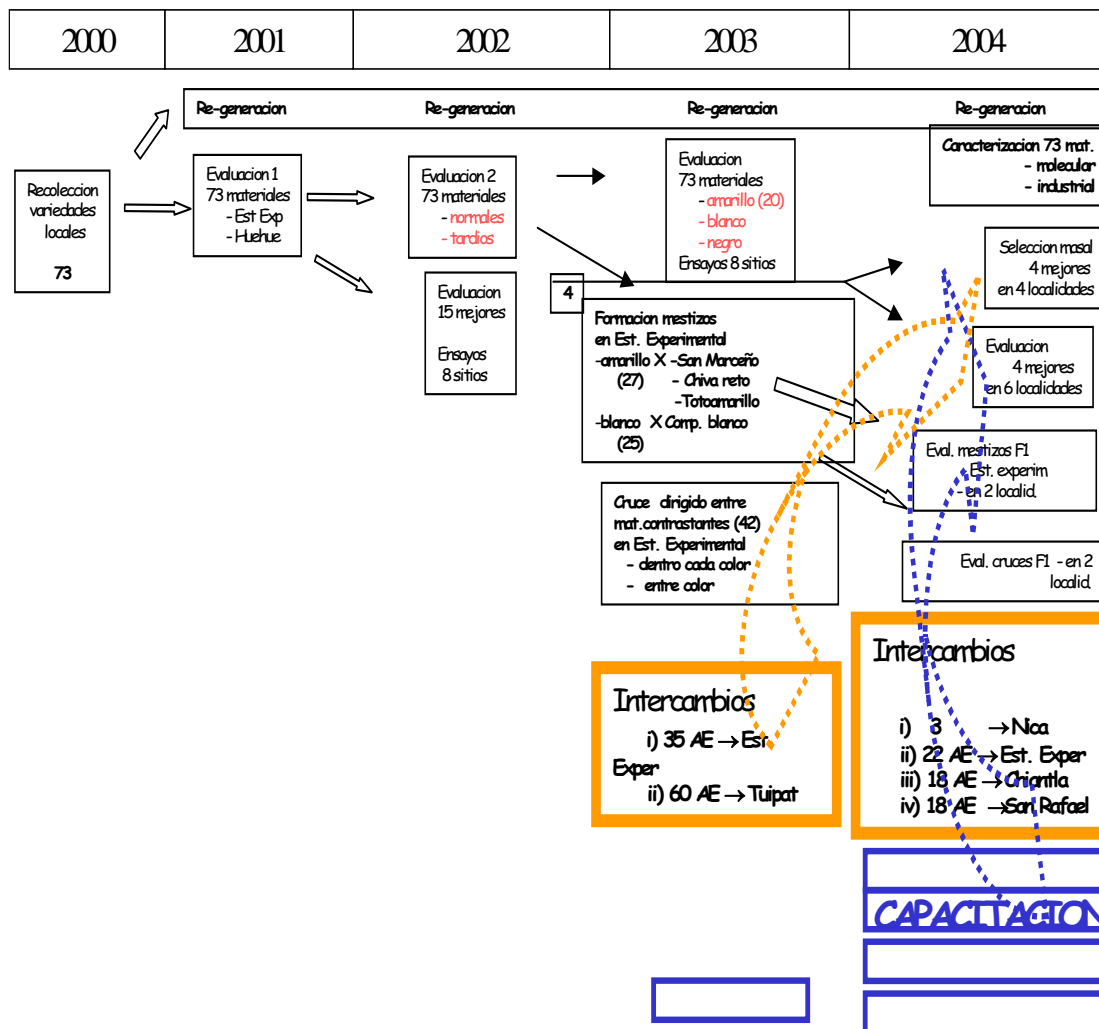 2000
2001
2002
2003
2004
Re-generacion
Re-generacion
Re-generacion
Re-generacion
Recoleccion
variedades
locales
73
Evaluacion 1
73 materiales
- Est Exp
- Huehue
Evaluacion 2
73 materiales
- normales
- tardios
Evaluacion
15 mejores
Ensayos
8 sitios
4
Evaluacion
73 materiales
- amarillo (20)
- blanco
- negro
Ensayos 8 sitios
Formacion mestizos
en Est. Experimental
-amarillo X -San Marceño
(27) - Chiva reto
-Totoamarillo
-blanco X Comp. blanco
(25)
Cruce dirigido entre
mat.contrastantes (42)
en Est. Experimental
- dentro cada color
- entre color
Intercambios
i) 35 AE → Est
Exper
ii) 60 AE → Tuipat
Caracterizacion 73 mat.
- molecular
- industrial
Seleccion masal
4 mejores
en 4 localidades
Evaluacion
4 mejores
en 6 localidades
Eval. mestizos F1
Est. experim
- en 2 localid.
Eval. cruces F1 - en 2
localid.
Intercambios
i) 3 → Nica
ii) 22 AE → Est. Exper
iii) 18 AE → Chiantla
iv) 18 AE → San Rafael
CAPACITACION